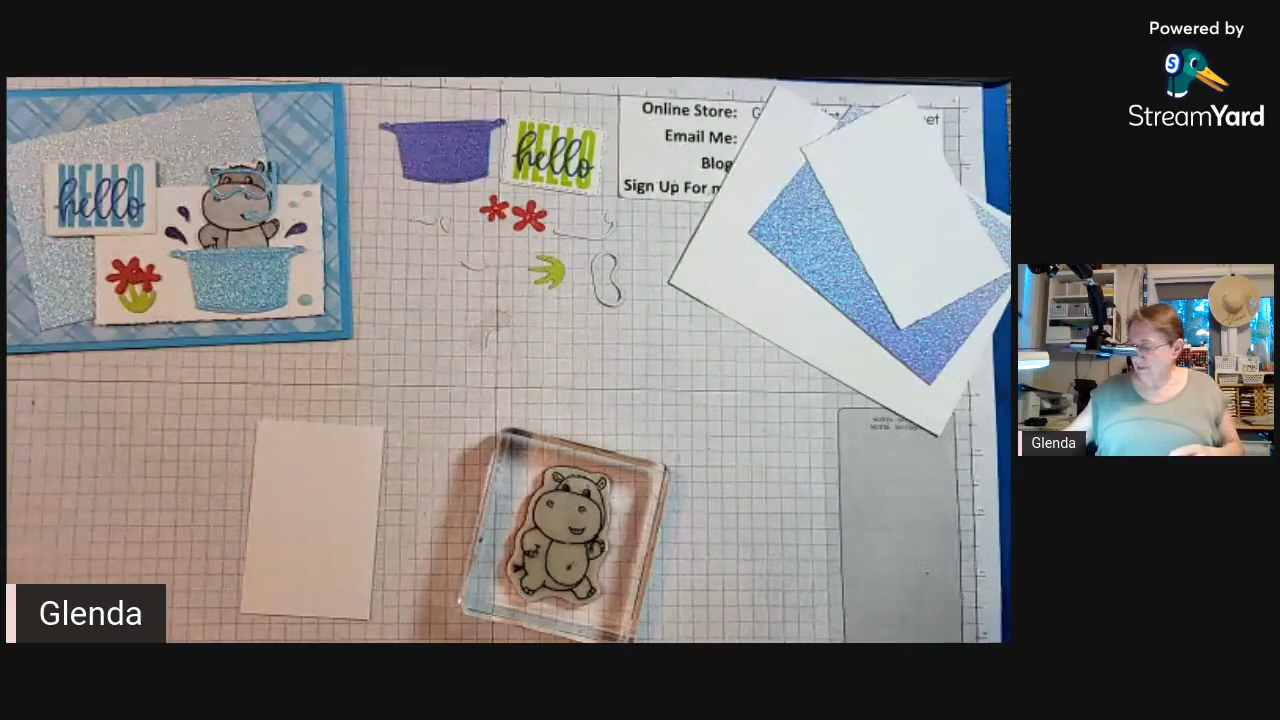 Powered by
StreamYard
HELLO
hello
HELLO
hello
Online Store:
Email Me:
Blog
Sign Up For
Glenda
Glenda